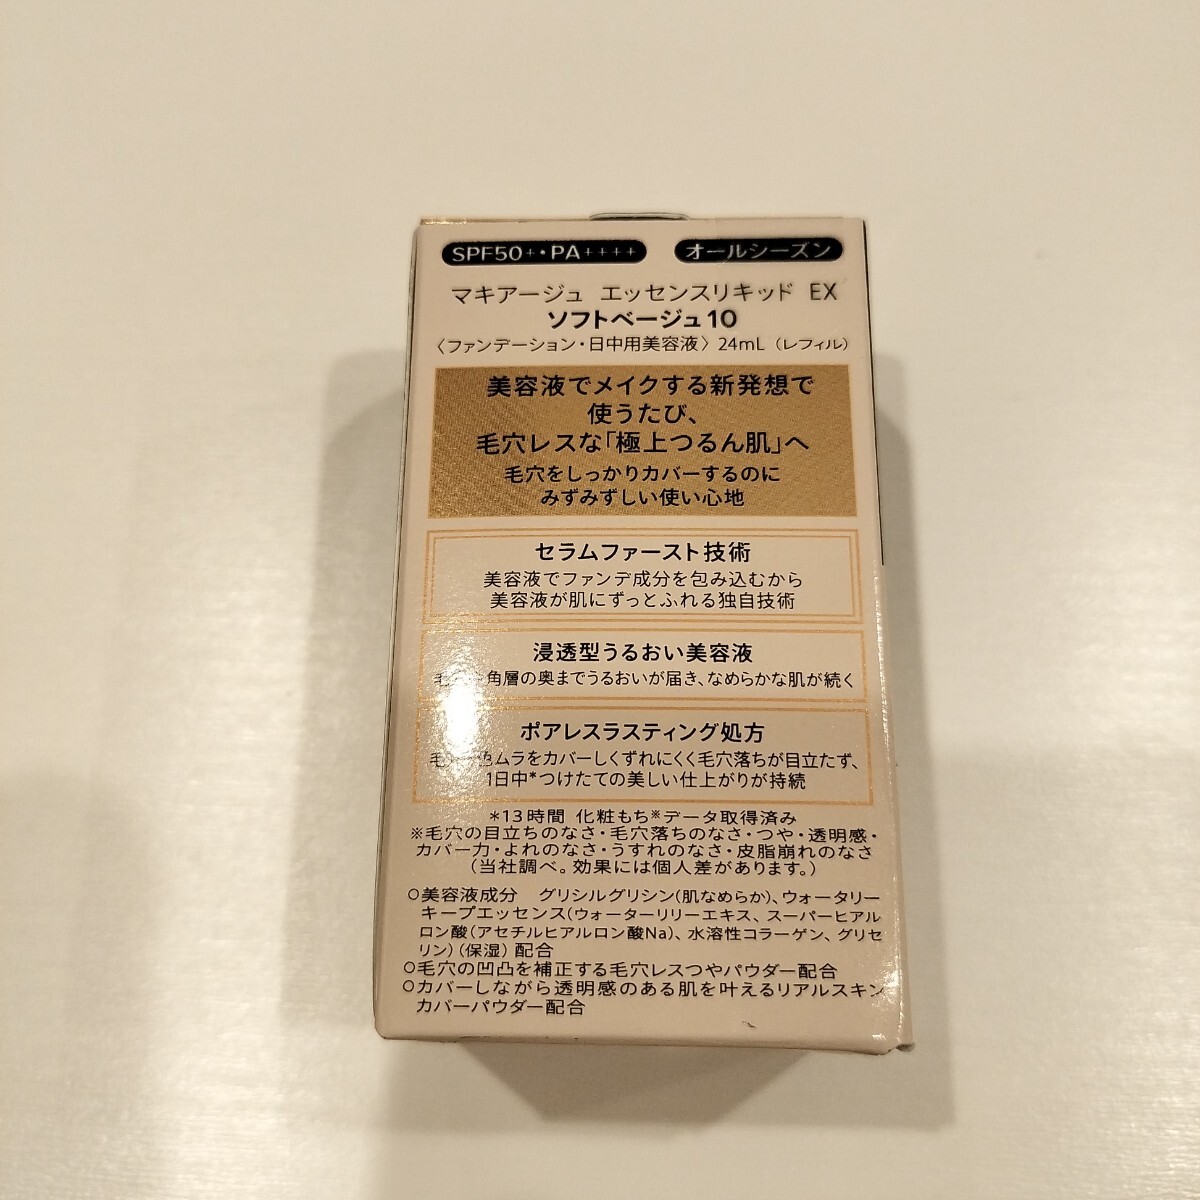 SPF50+・PA++++ オールシーズン
マキアージュ エッセンスリキッド EX
ソフトベージュ10
〈ファンデーション・日中用美容液〉24mL（レフィル）
美容液でメイクする新発想で
使うたび、
毛穴レスな「極上つるん肌」へ
毛穴をしっかりカバーするのに
みずみずしい使い心地
セラムファースト技術
美容液でファンデ成分を包み込むから
美容液が肌にずっとふれる独自技術
浸透型うるおい美容液
角層の奥までうるおいが届き、なめらかな肌が続く
ポアレスラスティング処方
色ムラをカバーしくずれにくく毛穴落ちが目立たず、
1日中*つけたての美しい仕上がりが持続
*13時間 化粧もち※データ取得済み
※毛穴の目立ちのなさ・毛穴落ちのなさ・つや・透明感・
カバー力・よれのなさ・うすれのなさ・皮脂崩れのなさ
（当社調べ。効果には個人差があります。）
○美容液成分 グリシルグリシン(肌なめらか)、ウォータリー
キープエッセンス(ウォーターリリーエキス、スーパーヒアル
ロン酸(アセチルヒアルロン酸Na)、水溶性コラーゲン、グリセ
リン)(保湿)配合
○毛穴の凹凸を補正する毛穴レスつやパウダー配合
○カバーしながら透明感のある肌を叶えるリアルスキン
カバーパウダー配合